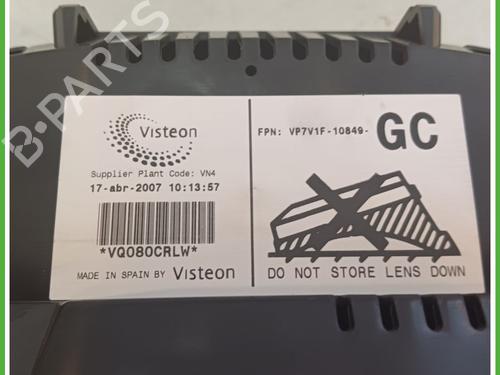 B-PARTS
Visteon
Supplier Plant Code: VN4
17-abr-2007 10:13:57
*VQ080CRLW*
MADE IN SPAIN BY Visteon
FPN: VP7V1F-10849- GC
DO NOT STORE LENS DOWN